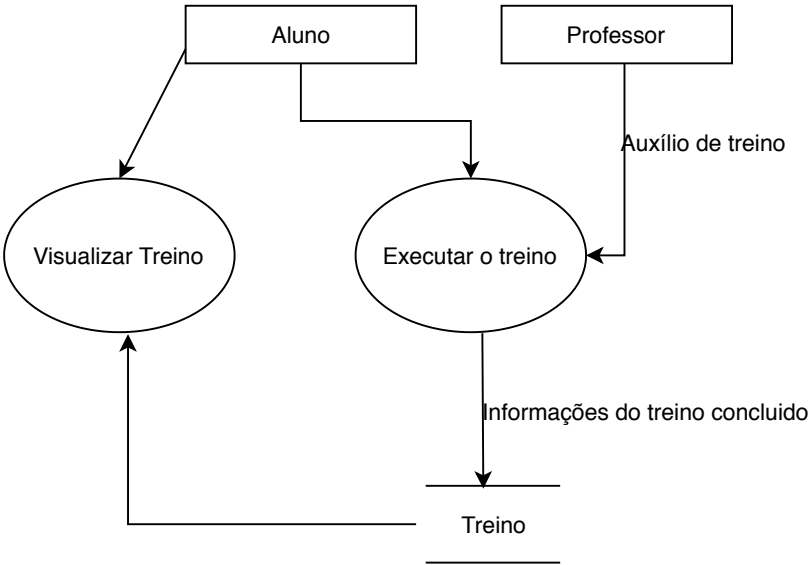 Aluno
Professor
Auxílio de treino
Visualizar Treino
Executar o treino
Informações do treino concluido
Treino